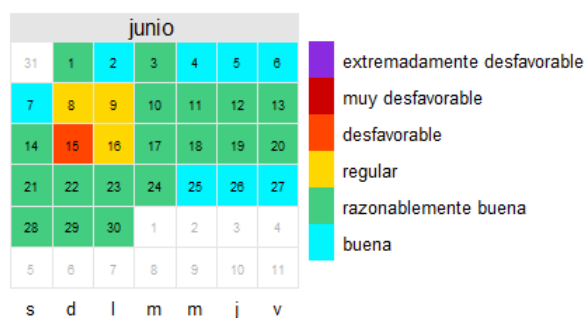 junio
31 1 2 3 4 5 6
7 8 9 10 11 12 13
14 15 16 17 18 19 20
21 22 23 24 25 26 27
28 29 30 1 2 3 4
5 6 7 8 9 10 11
s d l m m j v
extremadamente desfavorable
muy desfavorable
desfavorable
regular
razonablemente buena
buena